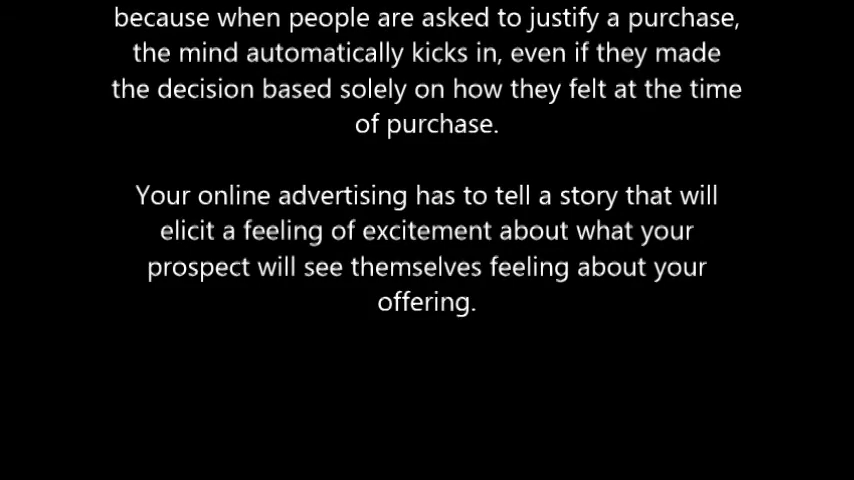 because when people are asked to justify a purchase,
the mind automatically kicks in, even if they made
the decision based solely on how they felt at the time
of purchase.
Your online advertising has to tell a story that will
elicit a feeling of excitement about what your
prospect will see themselves feeling about your
offering.